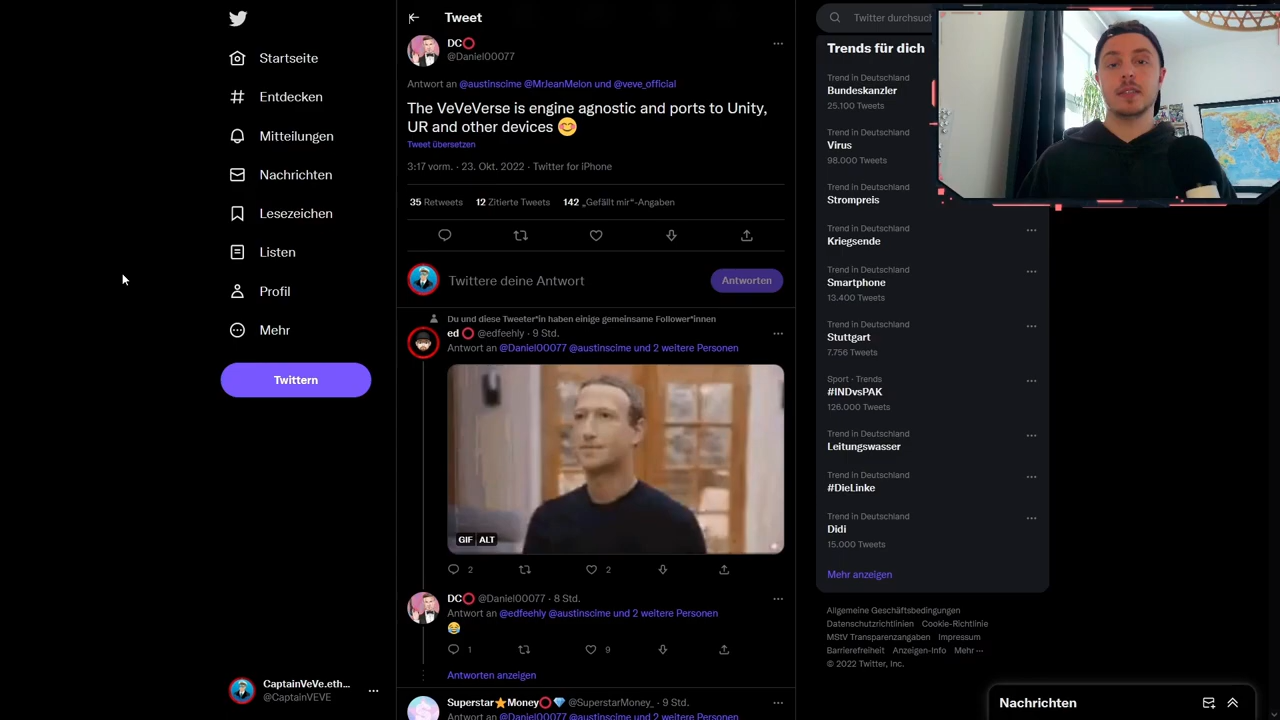 Startseite
Entdecken
Mitteilungen
Nachrichten
Lesezeichen
Listen
Profil
Mehr
Twittern
CaptainVeVe.eth...
@CaptainVEVE
Tweet
DC⭕
@Daniel00077
Antwort an @austinscime @MrJeanMelon und @veve_official
The VeVeVerse is engine agnostic and ports to Unity,
UR and other devices 😊
Tweet übersetzen
3:17 vorm. · 23. Okt. 2022 · Twitter for iPhone
35 Retweets 12 Zitierte Tweets 142 „Gefällt mir“-Angaben
Twittere deine Antwort
Antworten
Du und diese Tweeter*in haben einige gemeinsame Follower*innen
ed ⭕ @edfeehly · 9 Std.
Antwort an @Daniel00077 @austinscime und 2 weitere Personen
GIF ALT
2 2
DC⭕ @Daniel00077 · 8 Std.
Antwort an @edfeehly @austinscime und 2 weitere Personen
😂
1 9
Antworten anzeigen
Superstar⭐Money⭕💎 @SuperstarMoney_ · 9 Std.
Antwort an @Daniel00077 @austinscime und 2 weitere Personen
Twitter durchsuch
Trends für dich
Trend in Deutschland
Bundeskanzler
25.100 Tweets
Trend in Deutschland
Virus
98.000 Tweets
Trend in Deutschland
Strompreis
Trend in Deutschland
Kriegsende
Trend in Deutschland
Smartphone
13.400 Tweets
Trend in Deutschland
Stuttgart
7.756 Tweets
Sport · Trends
#INDvsPAK
126.000 Tweets
Trend in Deutschland
Leitungswasser
Trend in Deutschland
#DieLinke
Trend in Deutschland
Didi
15.000 Tweets
Mehr anzeigen
Allgemeine Geschäftsbedingungen
Datenschutzrichtlinien Cookie-Richtlinie
MStV Transparenzangaben Impressum
Barrierefreiheit Anzeigen-Info Mehr ···
© 2022 Twitter, Inc.
Nachrichten